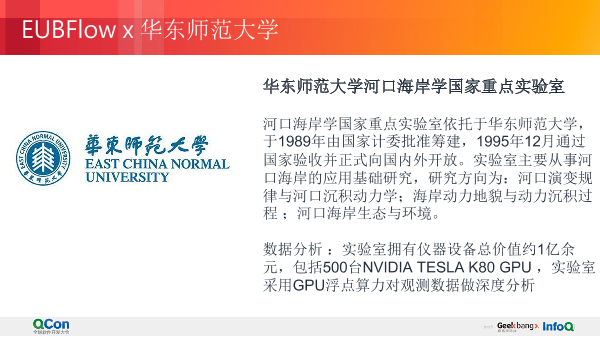 EUBFlow x 华东师范大学
华东师范大学河口海岸学国家重点实验室
河口海岸学国家重点实验室依托于华东师范大学，
于1989年由国家计委批准筹建，1995年12月通过
国家验收并正式向国内外开放。实验室主要从事河
口海岸的应用基础研究，研究方向为：河口演变规
律与河口沉积动力学；海岸动力地貌与动力沉积过
程 ；河口海岸生态与环境。
華東師範大學
EAST CHINA NORMAL
UNIVERSITY
数据分析 ：实验室拥有仪器设备总价值约1亿余
元，包括500台NVIDIA TESLA K80 GPU ，实验室
采用GPU浮点算力对观测数据做深度分析
QCon
全球软件开发大会
Geekbang>
InfoQ